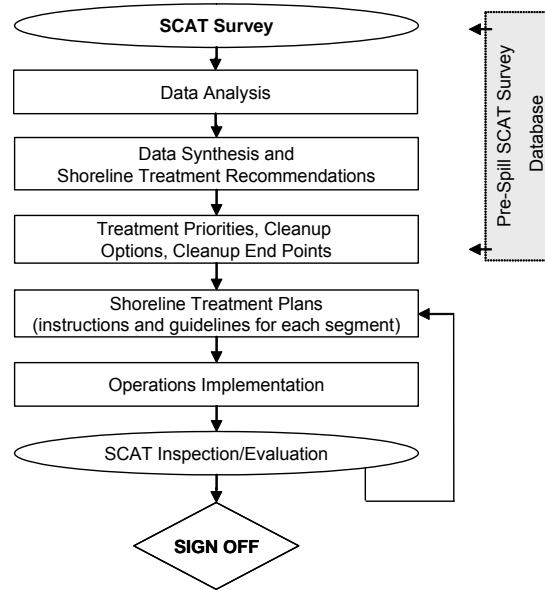 SCAT Survey
Data Analysis
Data Synthesis and
Shoreline Treatment Recommendations
Treatment Priorities, Cleanup
Options, Cleanup End Points
Shoreline Treatment Plans
(instructions and guidelines for each segment)
Operations Implementation
SCAT Inspection/Evaluation
SIGN OFF
Pre-Spill SCAT Survey
Database